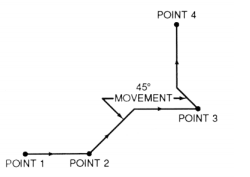 POINT 4
45°
MOVEMENT
POINT 3
POINT 1
POINT 2